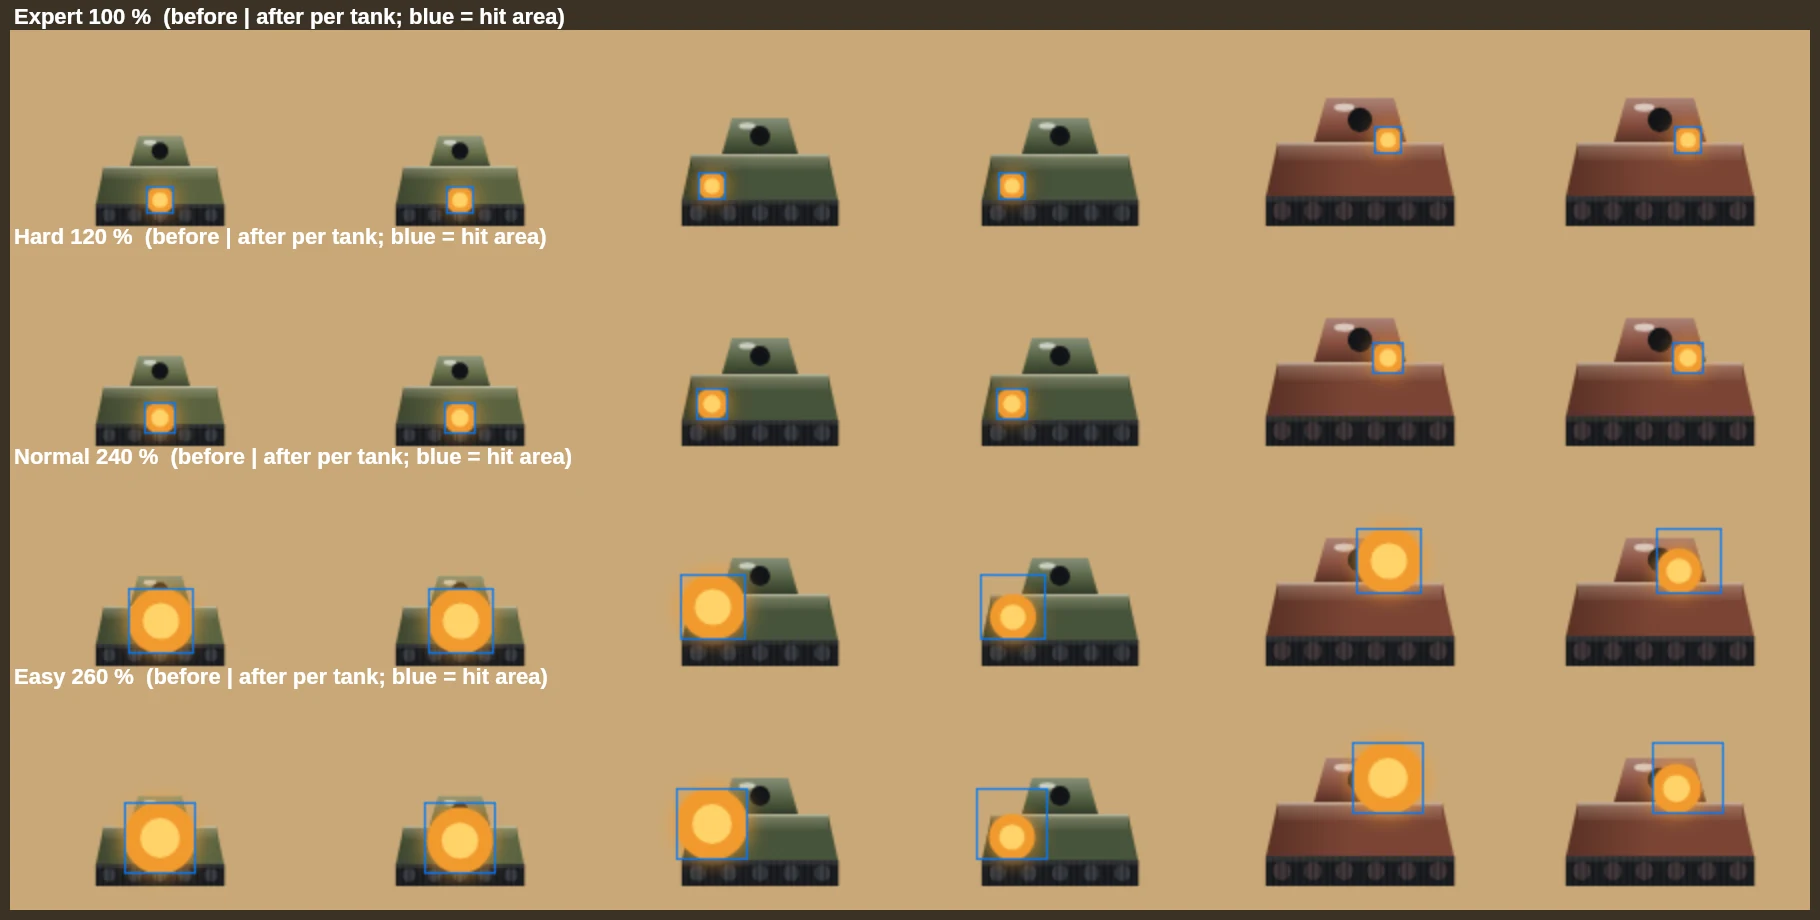 Expert 100 % (before | after per tank; blue = hit area)
Hard 120 % (before | after per tank; blue = hit area)
Normal 240 % (before | after per tank; blue = hit area)
Easy 260 % (before | after per tank; blue = hit area)